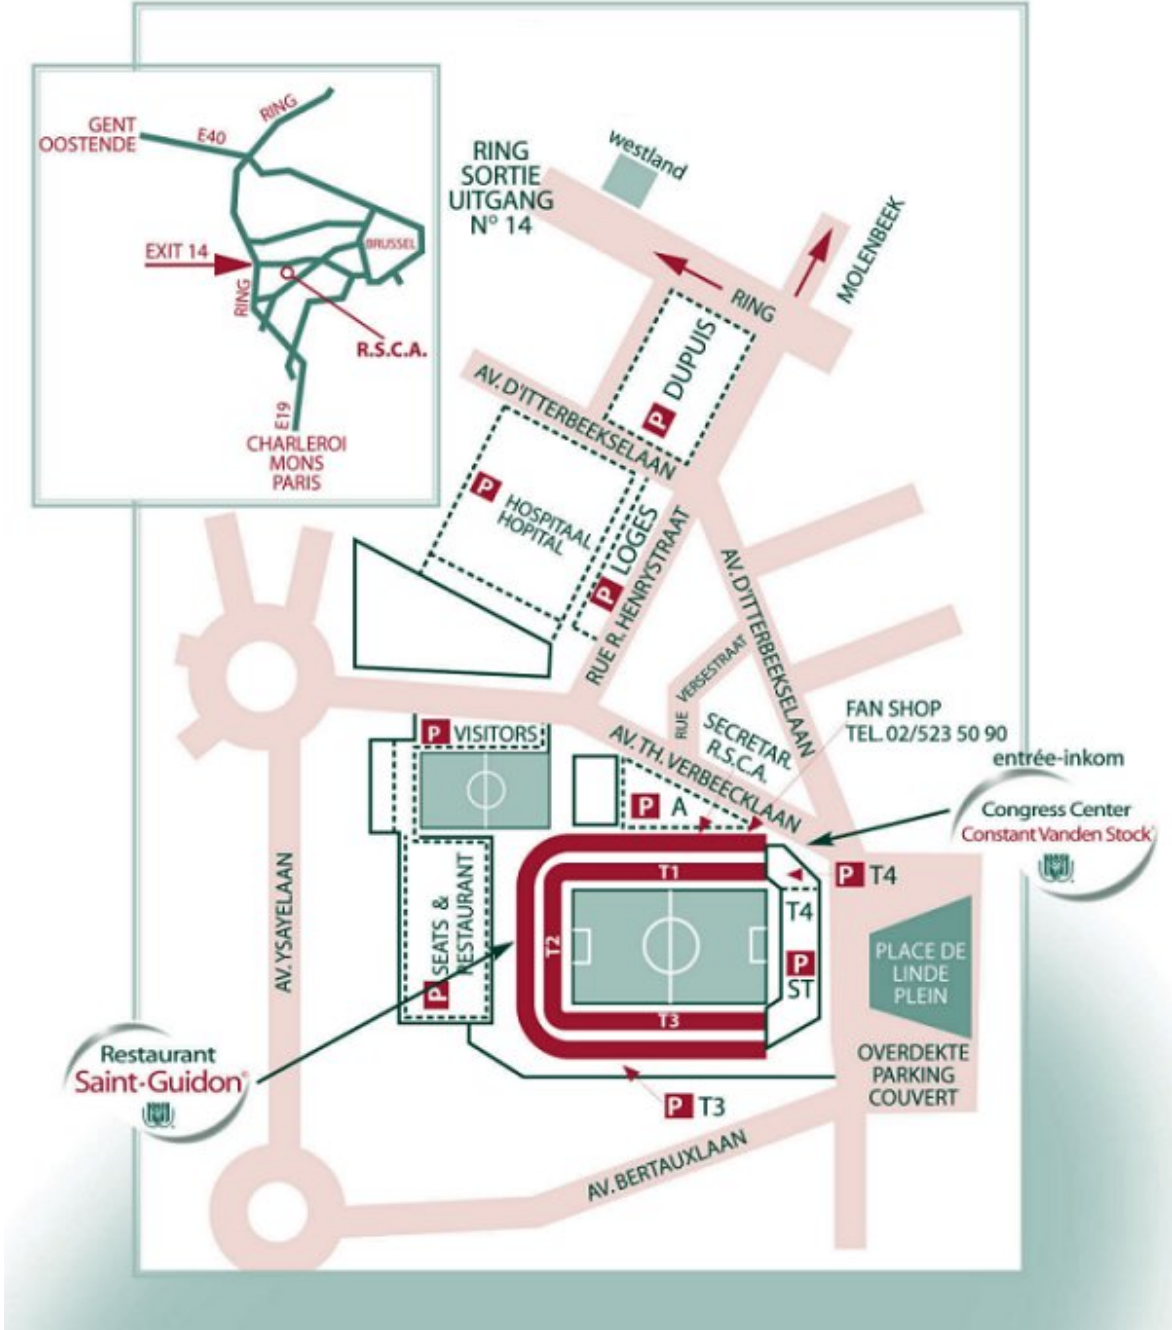 RING
E40
GENT
OOSTENDE
EXIT 14
BRUSSEL
RING
R.S.C.A.
E19
CHARLEROI
MONS
PARIS
RING
SORTIE
UITGANG
N° 14
westland
MOLENBEEK
RING
P DUPUIS
AV. D'ITTERBEEKSELAAN
P
HOSPITAAL
HOPITAL
P LOGES
RUE R. HENRYSTRAAT
AV. D'ITTERBEEKSELAAN
RUE VERSESTRAAT
FAN SHOP
TEL. 02/523 50 90
SECRETAR.
R.S.C.A.
AV. TH. VERBEECKLAAN
P VISITORS
P A
entrée-inkom
Congress Center
Constant Vanden Stock
T1
P T4
T4
P SEATS &
RESTAURANT
T2
P
ST
PLACE DE
LINDE
PLEIN
AV. YSAYELAAN
T3
Restaurant
Saint·Guidon®
OVERDEKTE
PARKING
COUVERT
P T3
AV. BERTAUXLAAN